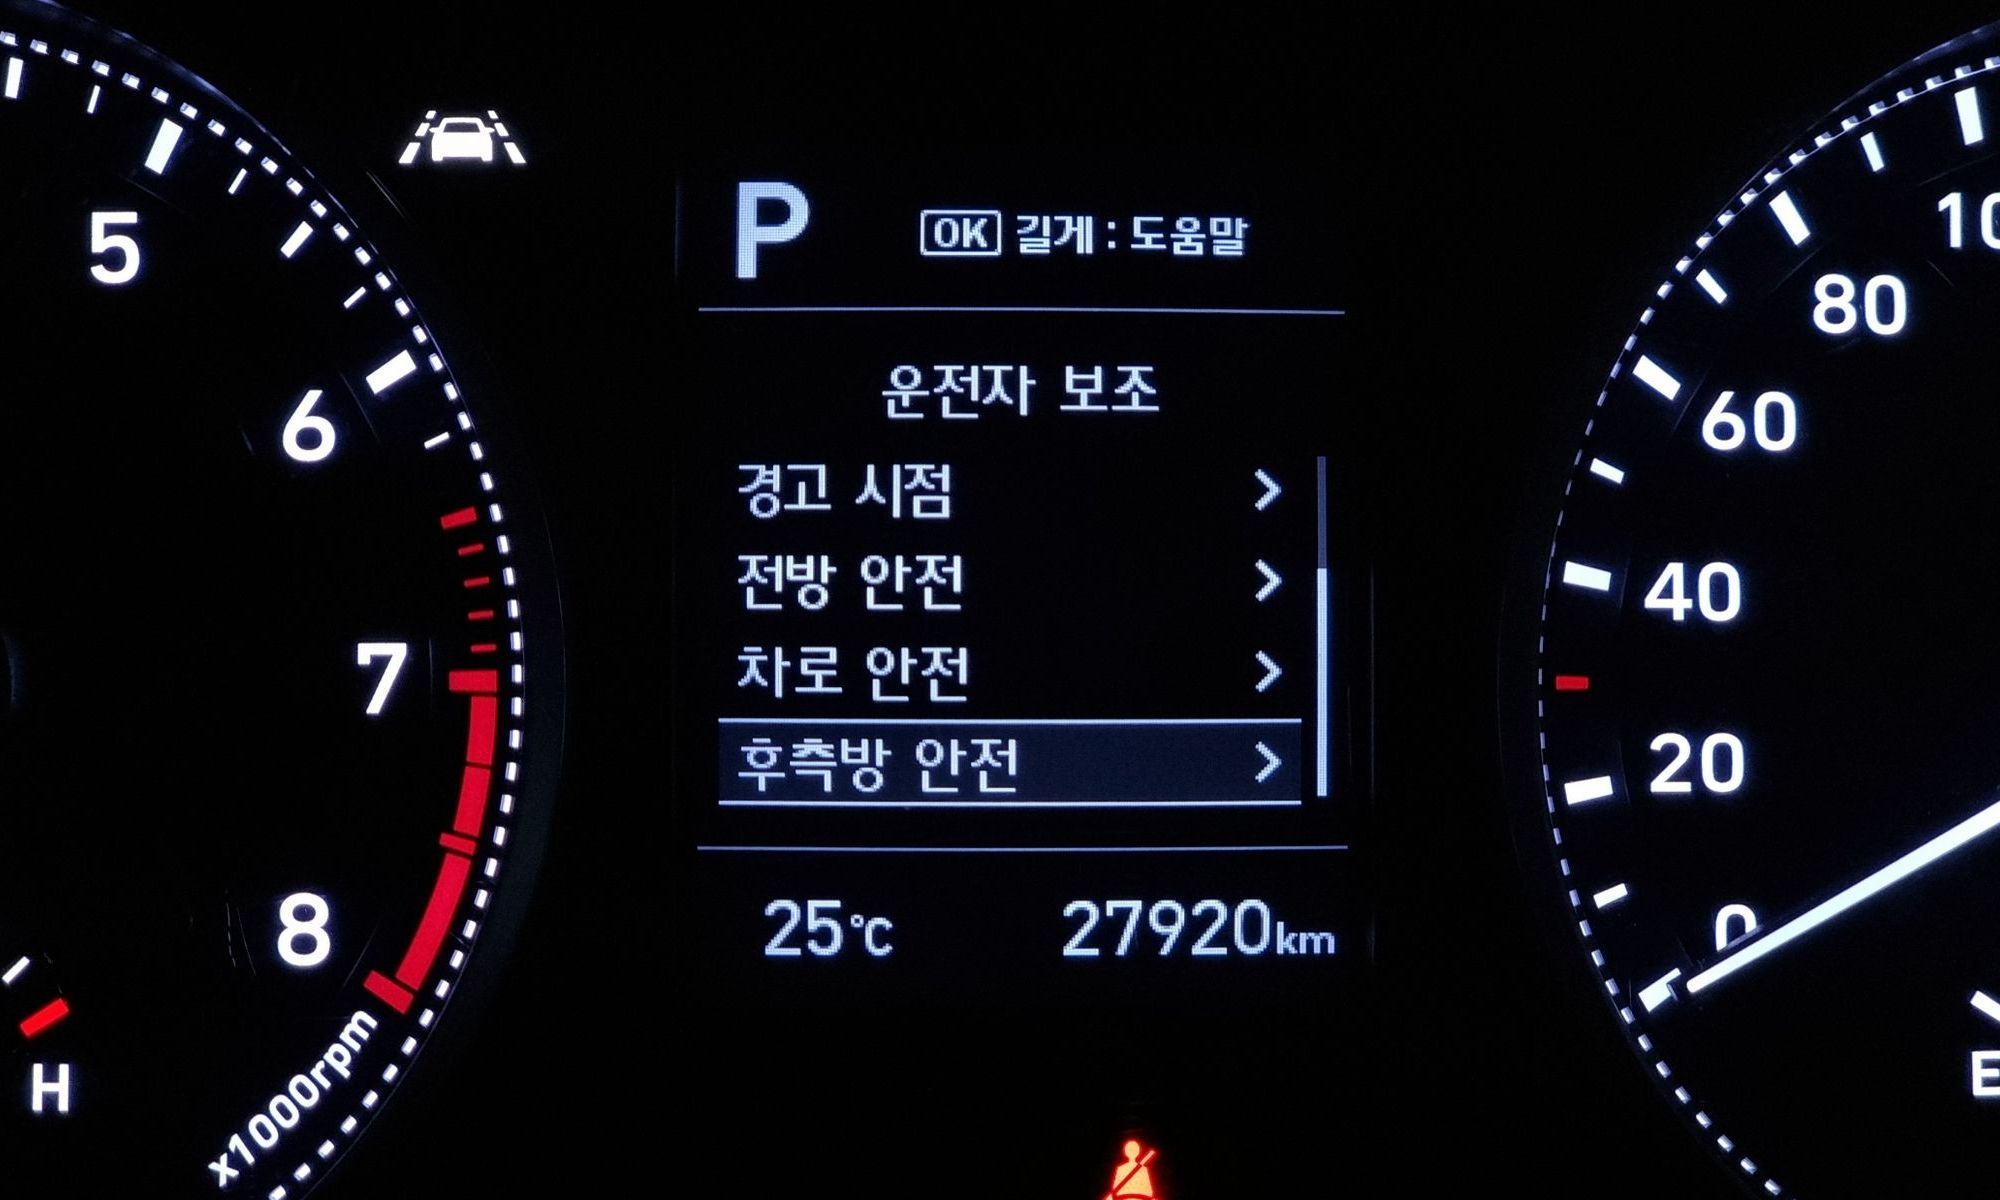 5
6
7
8
x1000rpm
H
P
OK 길게 : 도움말
운전자 보조
경고 시점 >
전방 안전 >
차로 안전 >
후측방 안전 >
25℃ 27920km
80
60
40
20
0
E